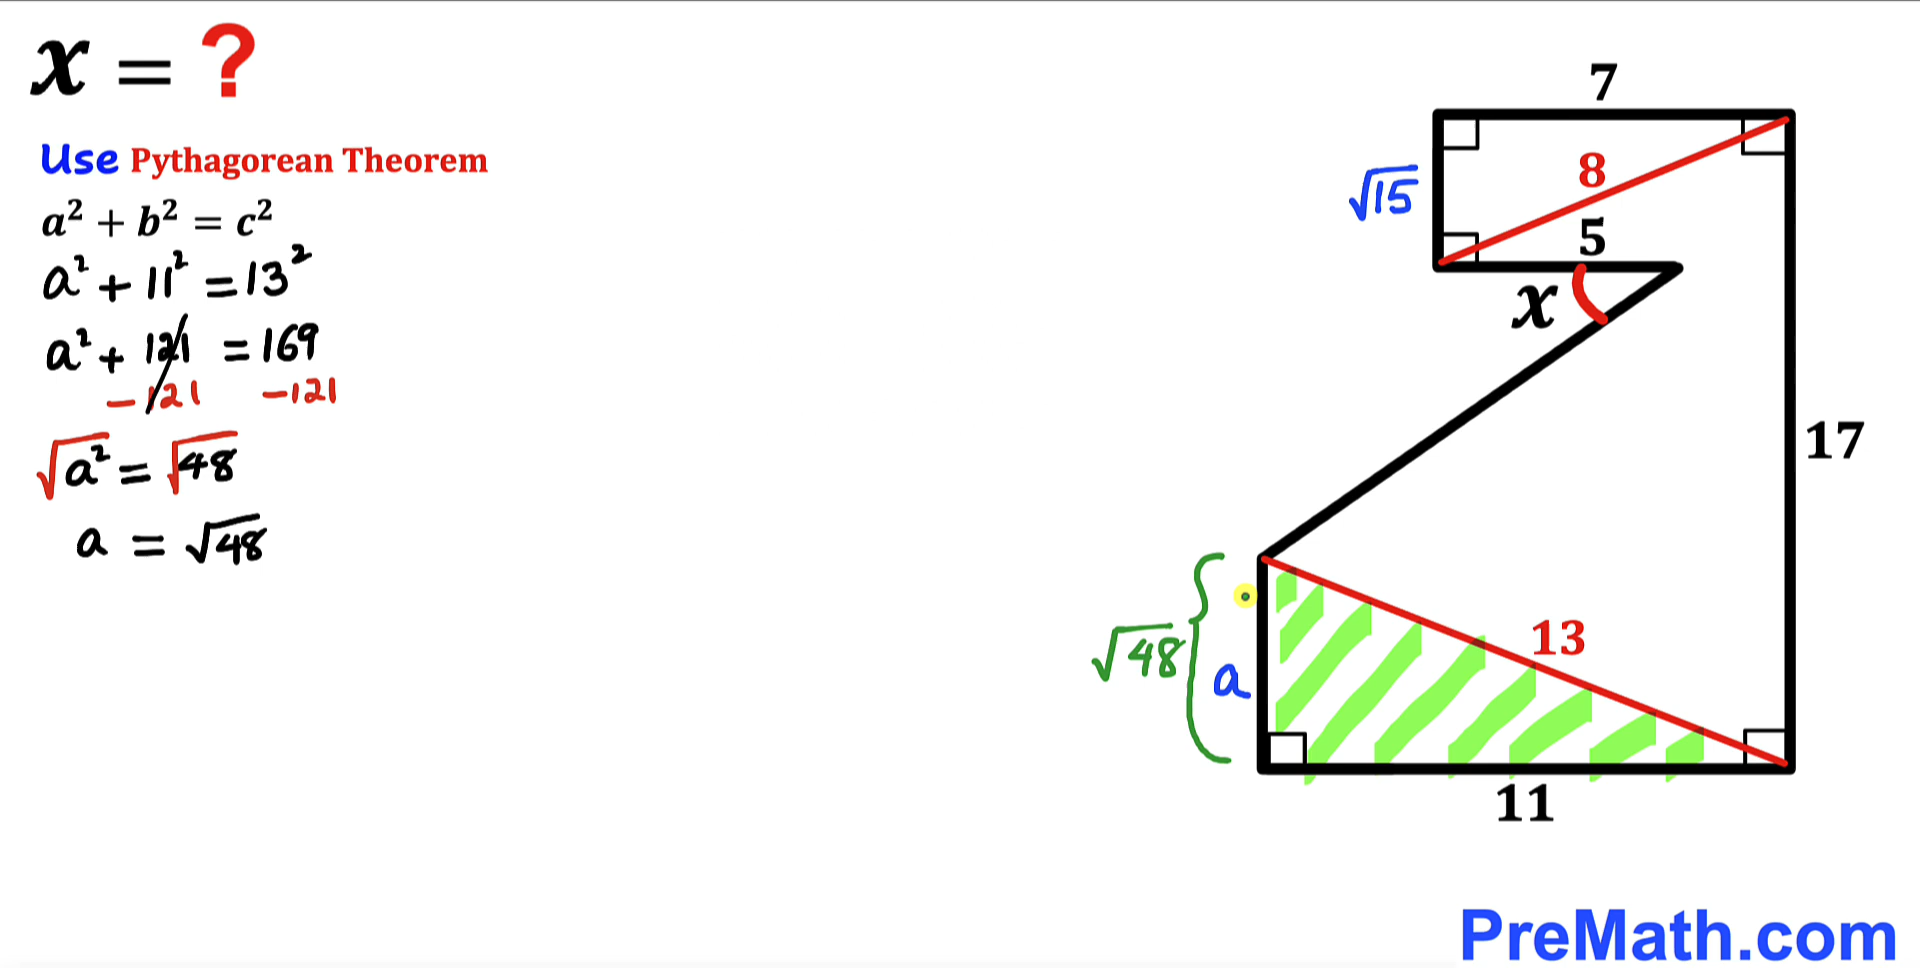 x = ?
Use Pythagorean Theorem
a² + b² = c²
a² + 11² = 13²
a² + 121 = 169
-121 -121
√a² = √48
a = √48
7
√15
8
5
x
17
√48
a
13
11
PreMath.com